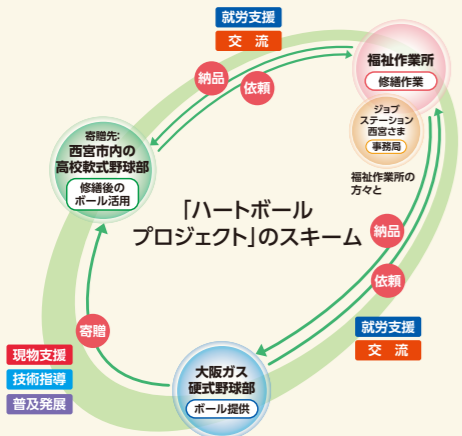 就労支援
交流
納品
依頼
福祉作業所
修繕作業
ジョブ
ステーション
西宮さま
事務局
福祉作業所の
方々と
寄贈先:
西宮市内の
高校軟式野球部
修繕後の
ボール活用
「ハートボール
プロジェクト」のスキーム
納品
依頼
就労支援
交流
寄贈
現物支援
技術指導
普及発展
大阪ガス
硬式野球部
ボール提供